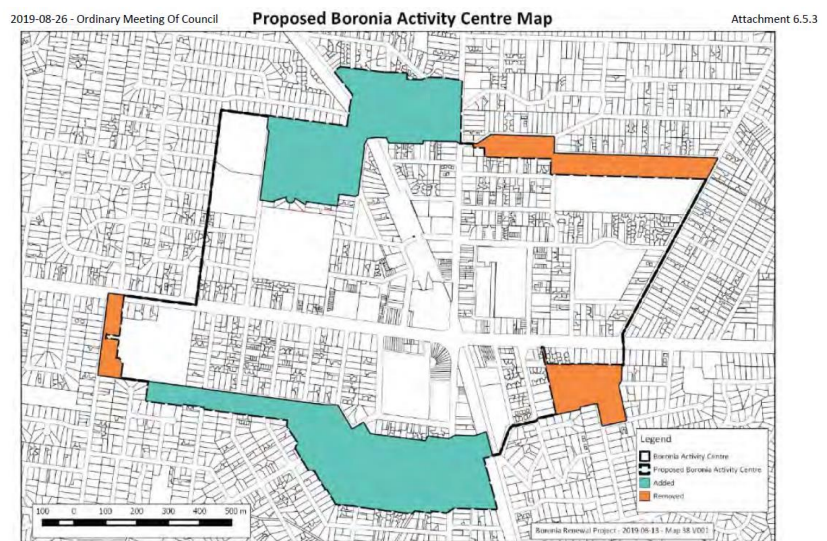 2019-08-26 - Ordinary Meeting Of Council
Proposed Boronia Activity Centre Map
Attachment 6.5.3
Legend
Boronia Activity Centre
Proposed Boronia Activity Centre
Added
Removed
100 0 100 200 300 400 500 m
Boronia Renewal Project - 2019-06-13 - Map 38 V001